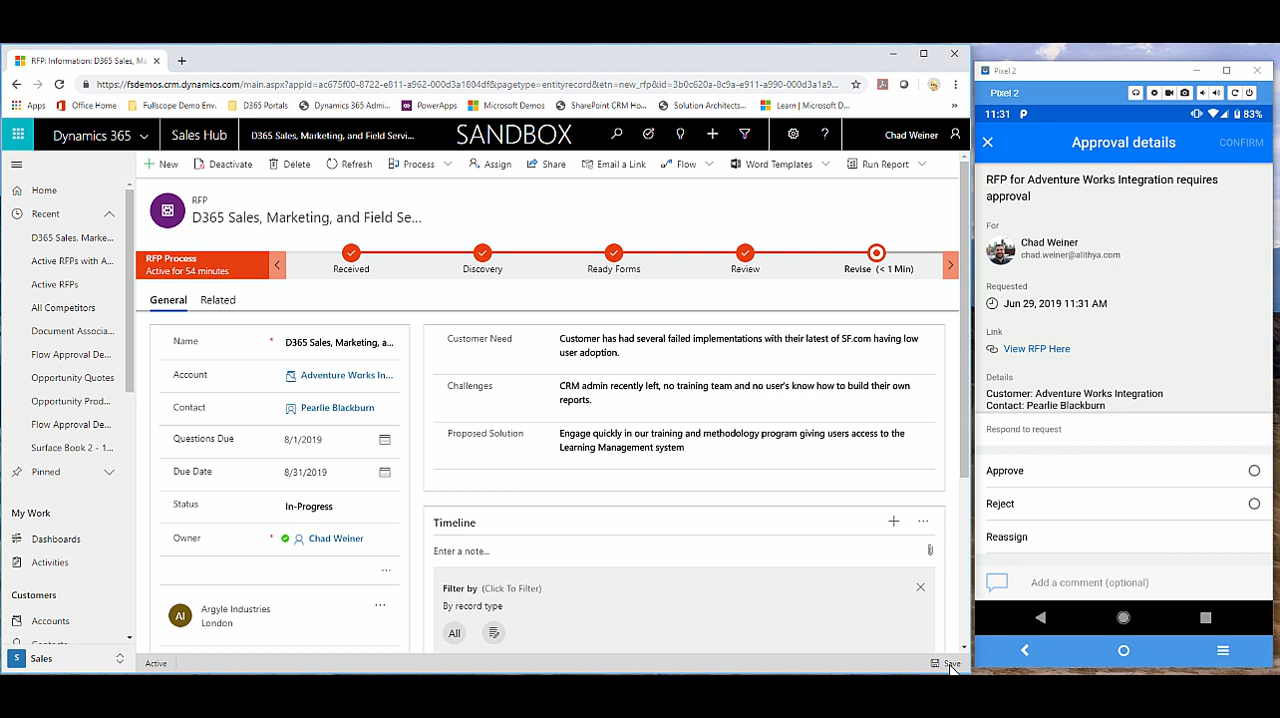 RFP: Information: D365 Sales, Ma
https://fsdemos.crm.dynamics.com/main.aspx?appid=ac675f00-8722-e811-a962-000d3a1804df&pagetype=entityrecord&etn=new_rfp&id=3b0c620a-8c9a-e911-a991-000d3a1a9...
Apps Office Home Fullscope Demo Env. D365 Portals Dynamics 365 Admi... PowerApps Microsoft Demos SharePoint CRM Ho... Solution Architects... Learn | Microsoft D... »
Dynamics 365 Sales Hub D365 Sales, Marketing, and Field Servi... SANDBOX Chad Weiner
New Deactivate Delete Refresh Process Assign Share Email a Link Flow Word Templates Run Report
Home
Recent
D365 Sales, Marke...
Active RFPs with A...
Active RFPs
All Competitors
Document Associa...
Flow Approval De...
Opportunity Quotes
Opportunity Prod...
Flow Approval De...
Surface Book 2 - 1...
Pinned
My Work
Dashboards
Activities
Customers
Accounts
S Sales
RFP
D365 Sales, Marketing, and Field Se...
RFP Process
Active for 54 minutes
Received
Discovery
Ready Forms
Review
Revise (< 1 Min)
General Related
Name * D365 Sales, Marketing, a...
Account Adventure Works In...
Contact Pearlie Blackburn
Questions Due 8/1/2019
Due Date 8/31/2019
Status In-Progress
Owner * Chad Weiner
...
AI Argyle Industries ...
London
Customer Need Customer has had several failed implementations with their latest of SF.com having low
user adoption.
Challenges CRM admin recently left, no training team and no user's know how to build their own
reports.
Proposed Solution Engage quickly in our training and methodology program giving users access to the
Learning Management system
Timeline ...
Enter a note...
Filter by (Click To Filter)
By record type
All
Active
Save
Pixel 2
Pixel 2
11:31 P 83%
Approval details CONFIRM
RFP for Adventure Works Integration requires
approval
For
Chad Weiner
chad.weiner@alithya.com
Requested
Jun 29, 2019 11:31 AM
Link
View RFP Here
Details
Customer: Adventure Works Integration
Contact: Pearlie Blackburn
Respond to request
Approve
Reject
Reassign
Add a comment (optional)